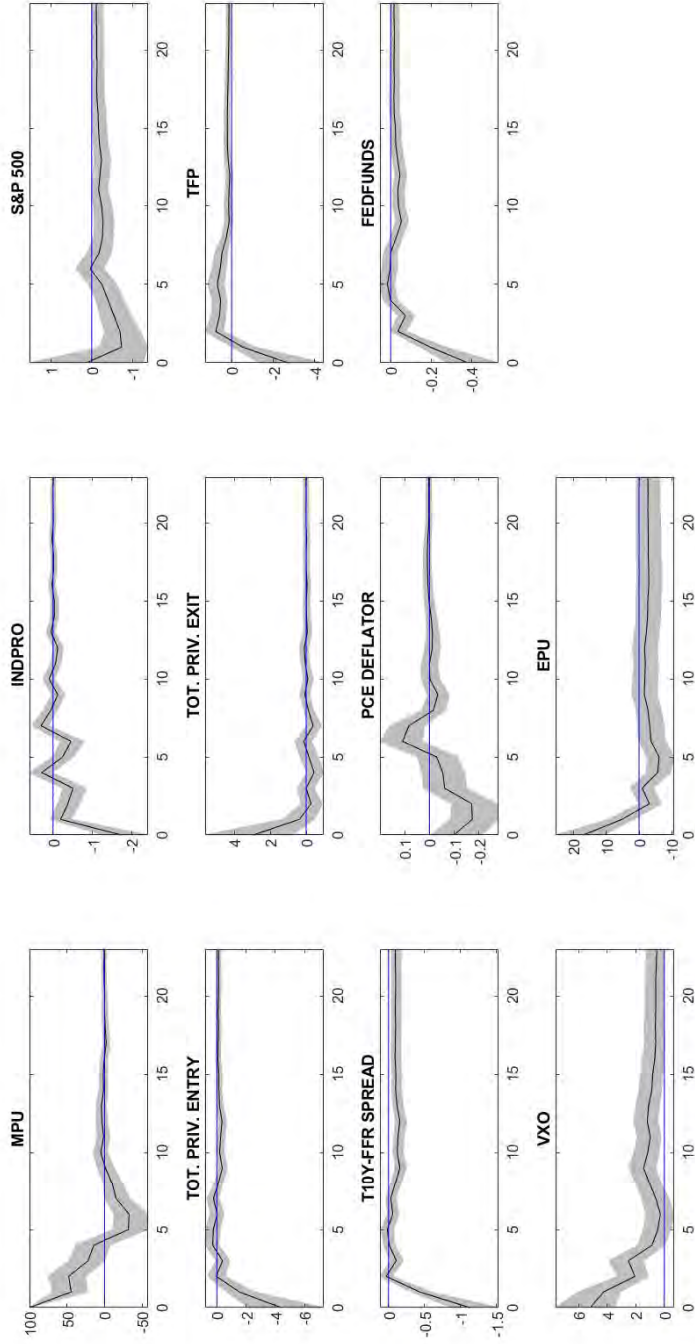 MPU
100
50
0
-50
0 5 10 15 20
INDPRO
0
-1
-2
0 5 10 15 20
S&P 500
1
0
-1
0 5 10 15 20
TOT. PRIV. ENTRY
0
-2
-4
-6
0 5 10 15 20
TOT. PRIV. EXIT
4
2
0
0 5 10 15 20
TFP
0
-2
-4
0 5 10 15 20
T10Y-FFR SPREAD
0
-0.5
-1
-1.5
0 5 10 15 20
PCE DEFLATOR
0.1
0
-0.1
-0.2
0 5 10 15 20
FEDFUNDS
0
-0.2
-0.4
0 5 10 15 20
VXO
6
4
2
0
0 5 10 15 20
EPU
20
10
0
-10
0 5 10 15 20